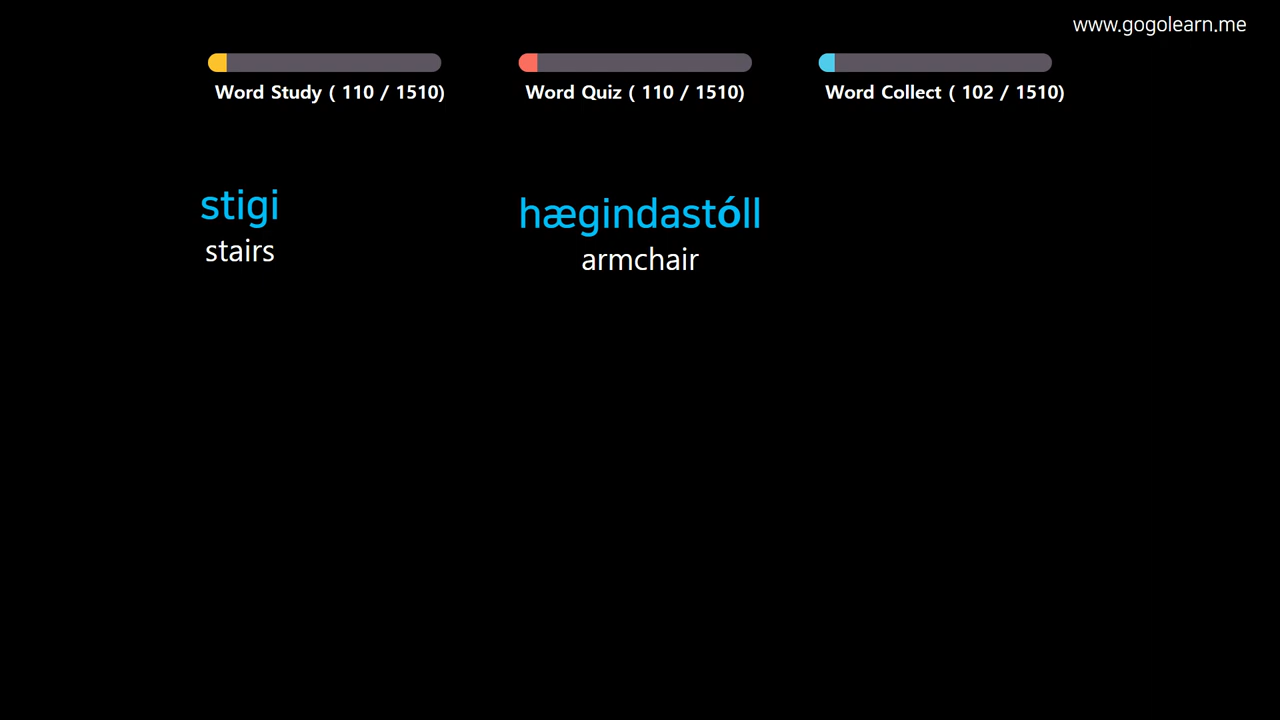 www.gogolearn.me
Word Study ( 110 / 1510)
Word Quiz ( 110 / 1510)
Word Collect ( 102 / 1510)
stigi
stairs
hægindastóll
armchair